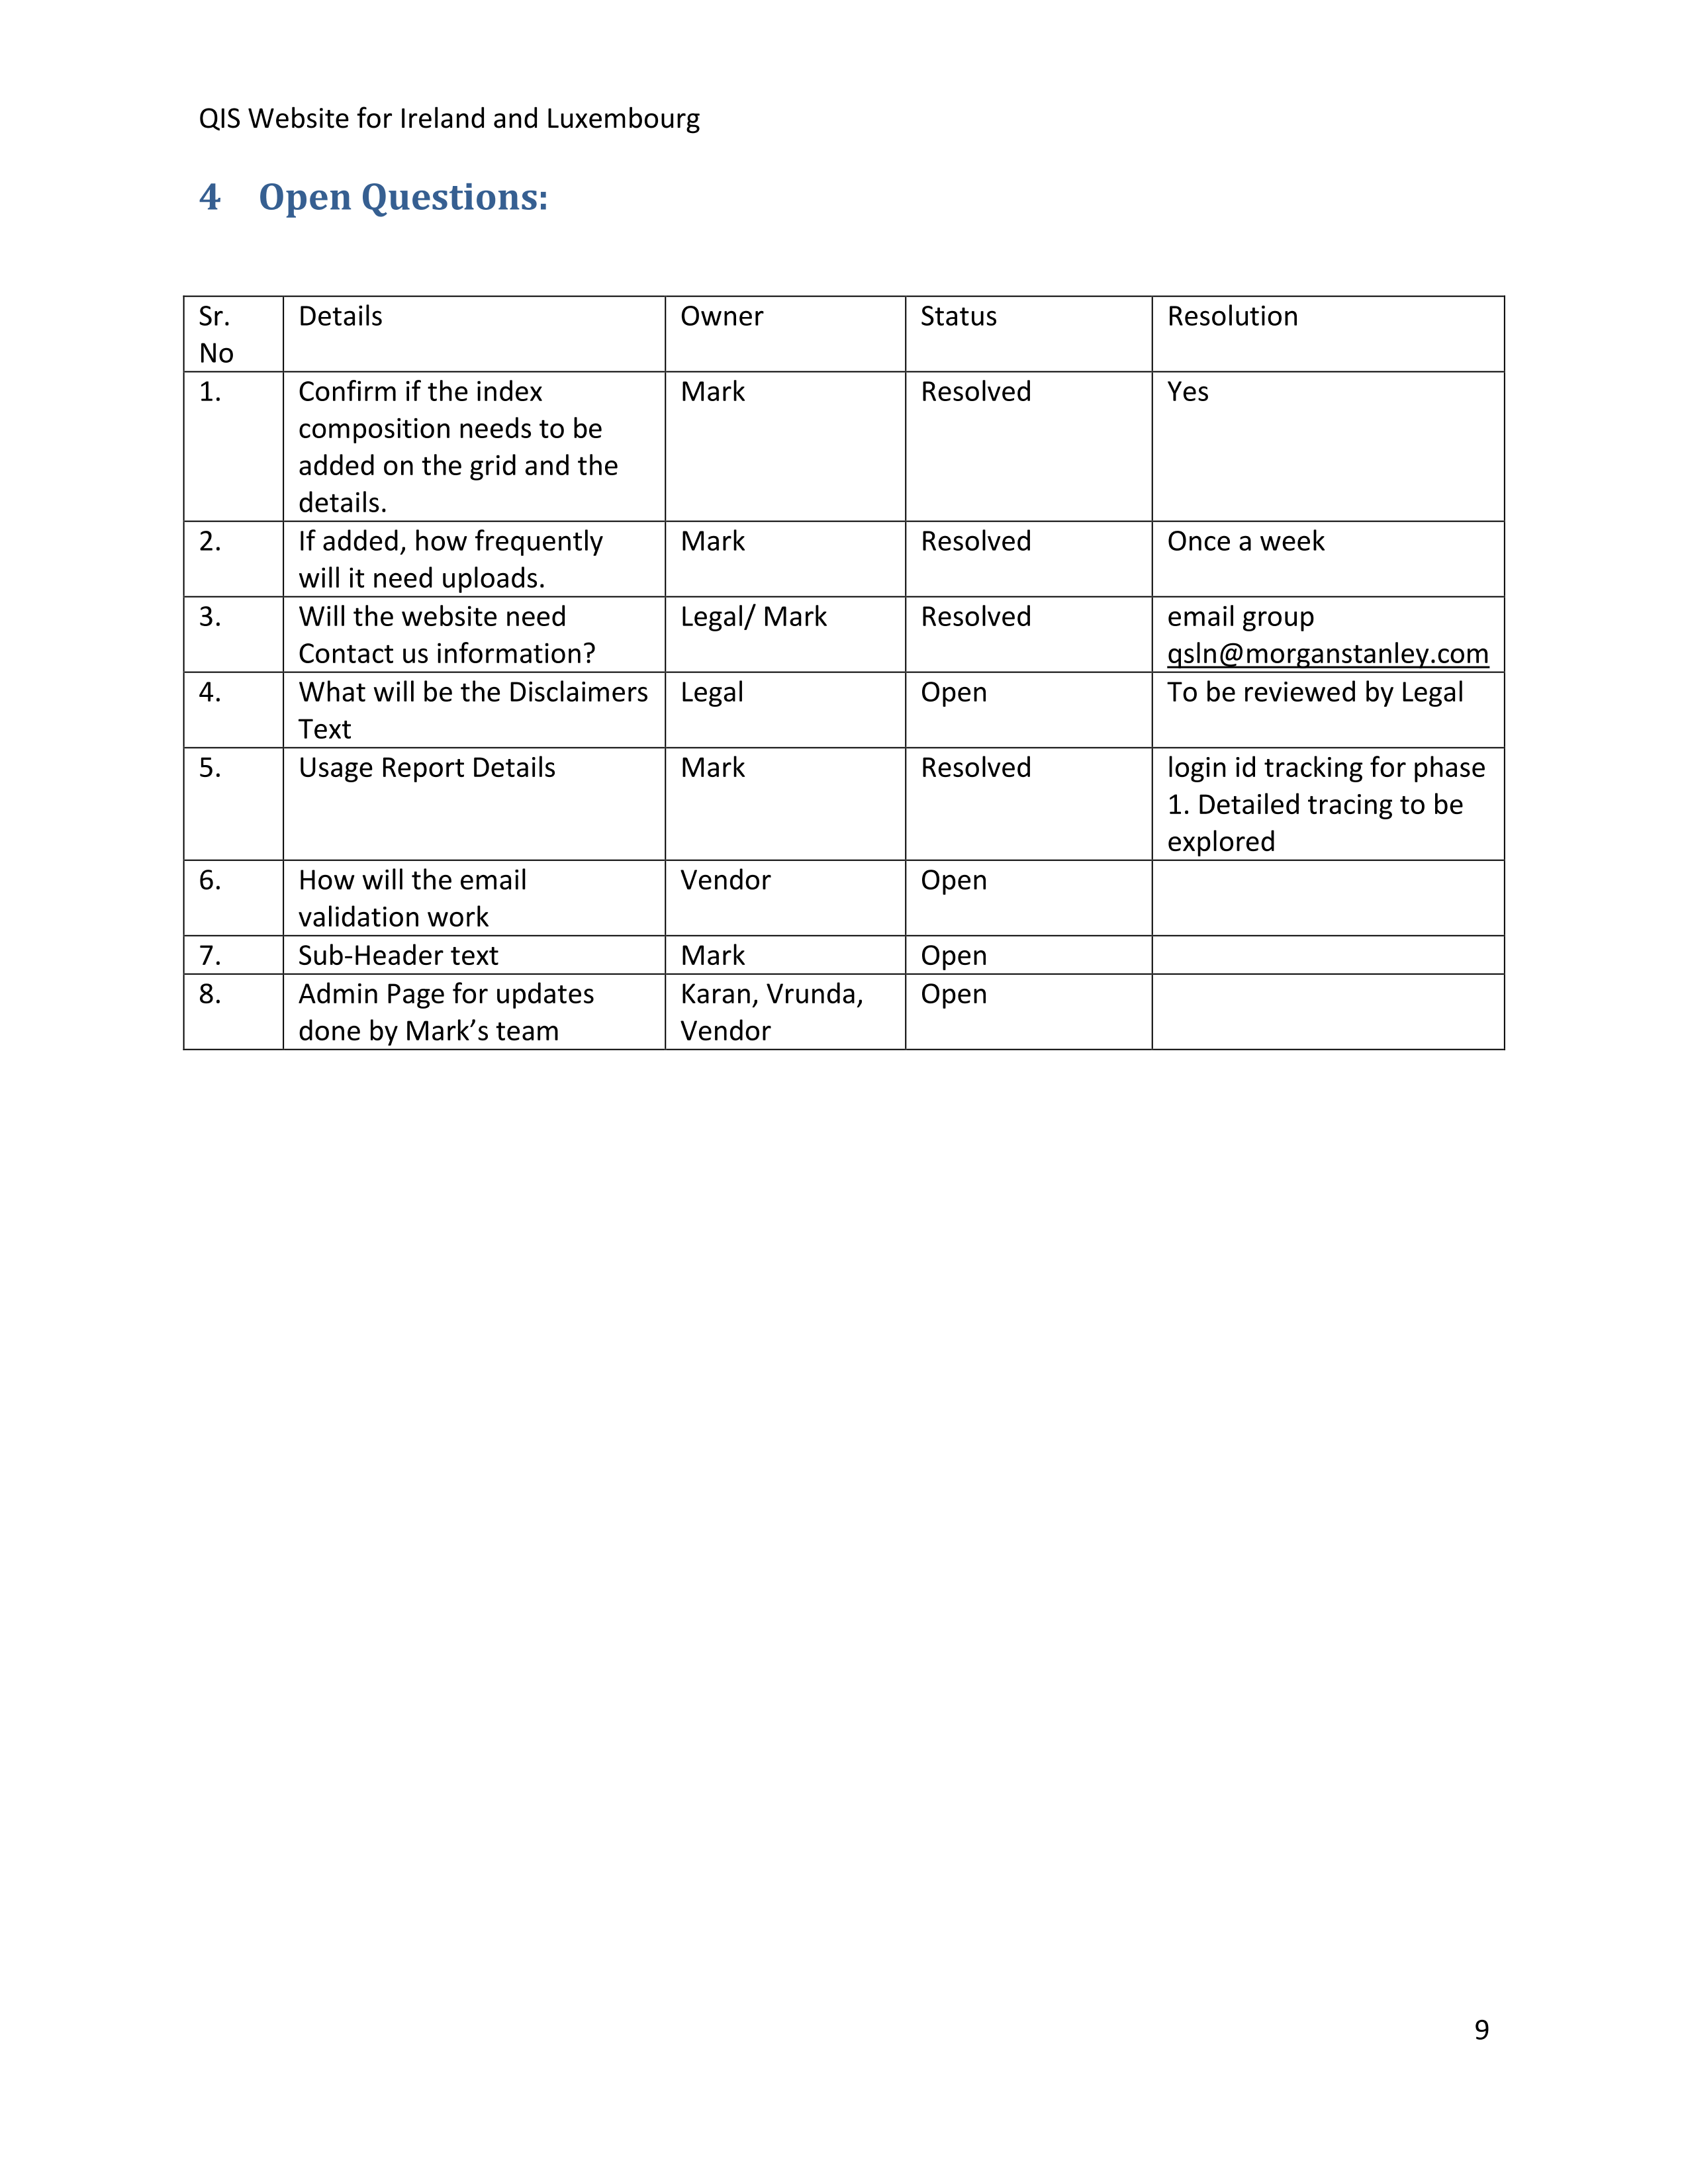 QIS Website for Ireland and Luxembourg
4 Open Questions:
Sr. No Details Owner Status Resolution
1. Confirm if the index composition needs to be added on the grid and the details. Mark Resolved Yes
2. If added, how frequently will it need uploads. Mark Resolved Once a week
3. Will the website need Contact us information? Legal/ Mark Resolved email group qsln@morganstanley.com
4. What will be the Disclaimers Text Legal Open To be reviewed by Legal
5. Usage Report Details Mark Resolved login id tracking for phase 1. Detailed tracing to be explored
6. How will the email validation work Vendor Open
7. Sub-Header text Mark Open
8. Admin Page for updates done by Mark’s team Karan, Vrunda, Vendor Open
9